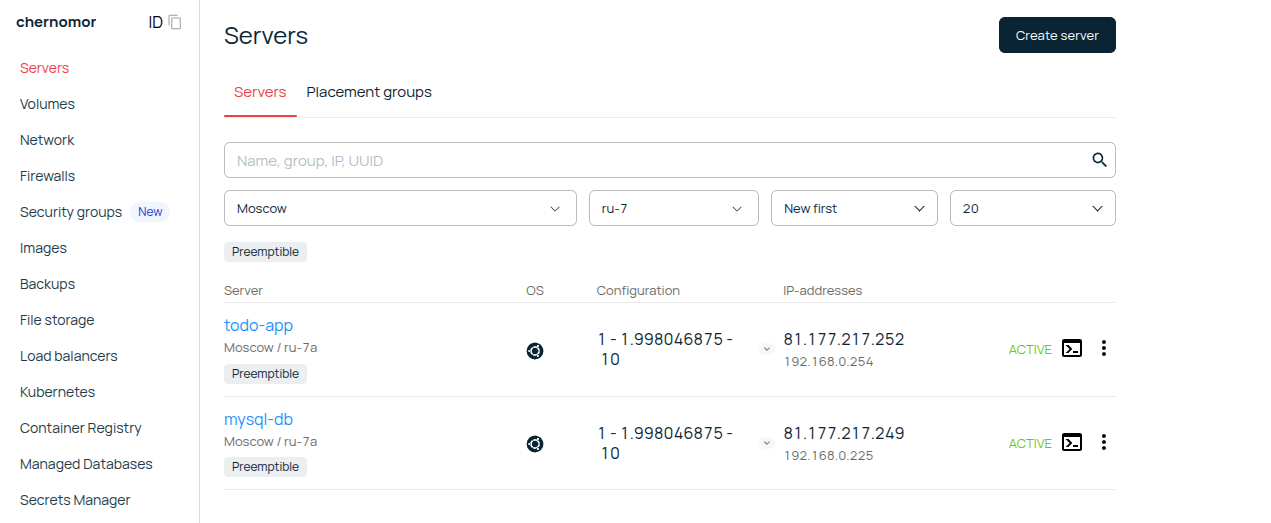 chernomor ID
Servers
Volumes
Network
Firewalls
Security groups New
Images
Backups
File storage
Load balancers
Kubernetes
Container Registry
Managed Databases
Secrets Manager
Servers
Create server
Servers Placement groups
Name, group, IP, UUID
Moscow ru-7 New first 20
Preemptible
Server OS Configuration IP-addresses
todo-app
Moscow / ru-7a
Preemptible
1 - 1.998046875 -
10
81.177.217.252
192.168.0.254
ACTIVE
mysql-db
Moscow / ru-7a
Preemptible
1 - 1.998046875 -
10
81.177.217.249
192.168.0.225
ACTIVE